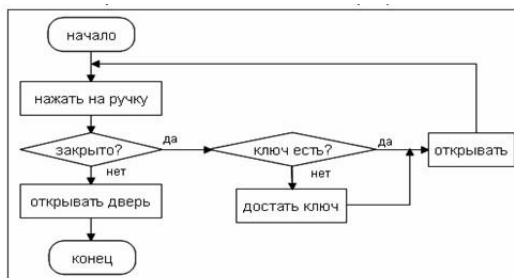 начало
нажать на ручку
закрыто?
да
ключ есть?
да
открывать
нет
нет
открывать дверь
достать ключ
конец